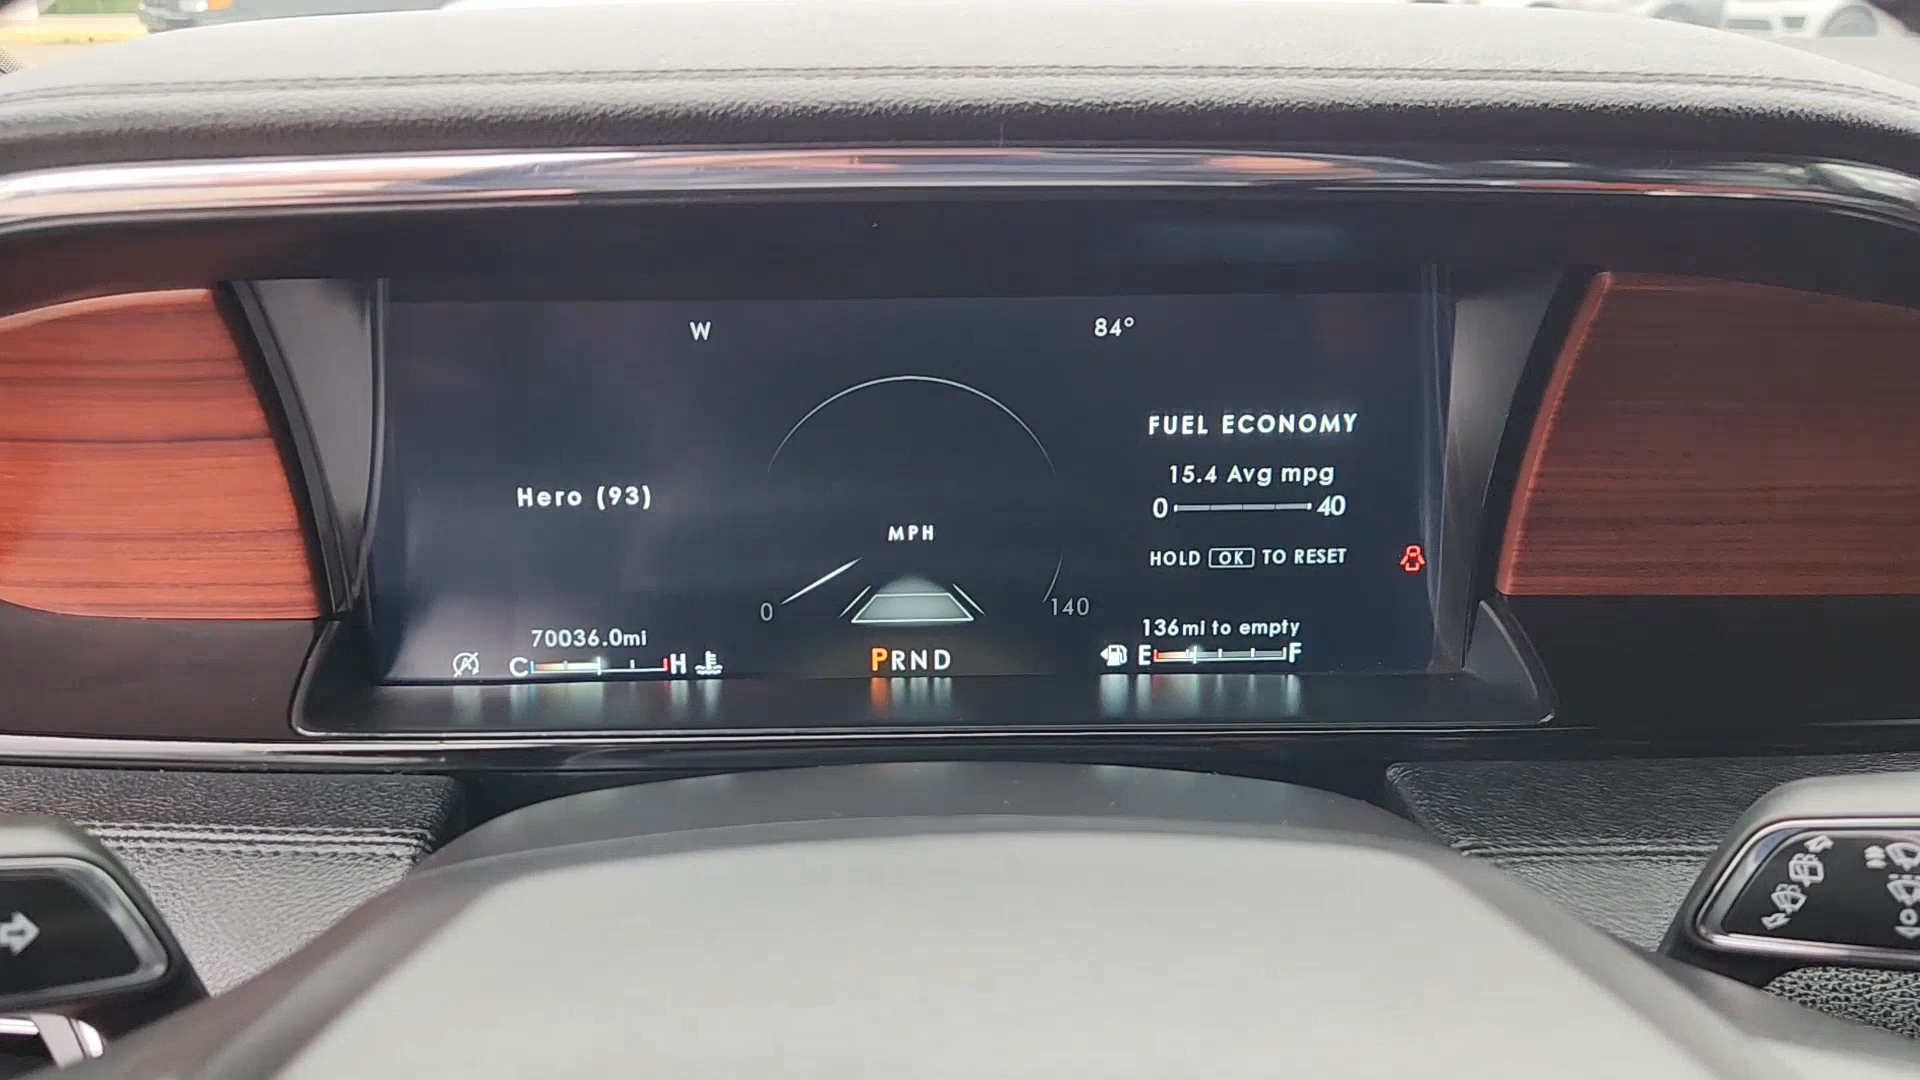 W
84°
FUEL ECONOMY
15.4 Avg mpg
0 40
Hero (93)
MPH
HOLD OK TO RESET
0
140
70036.0mi
136mi to empty
C H
PRND
E F